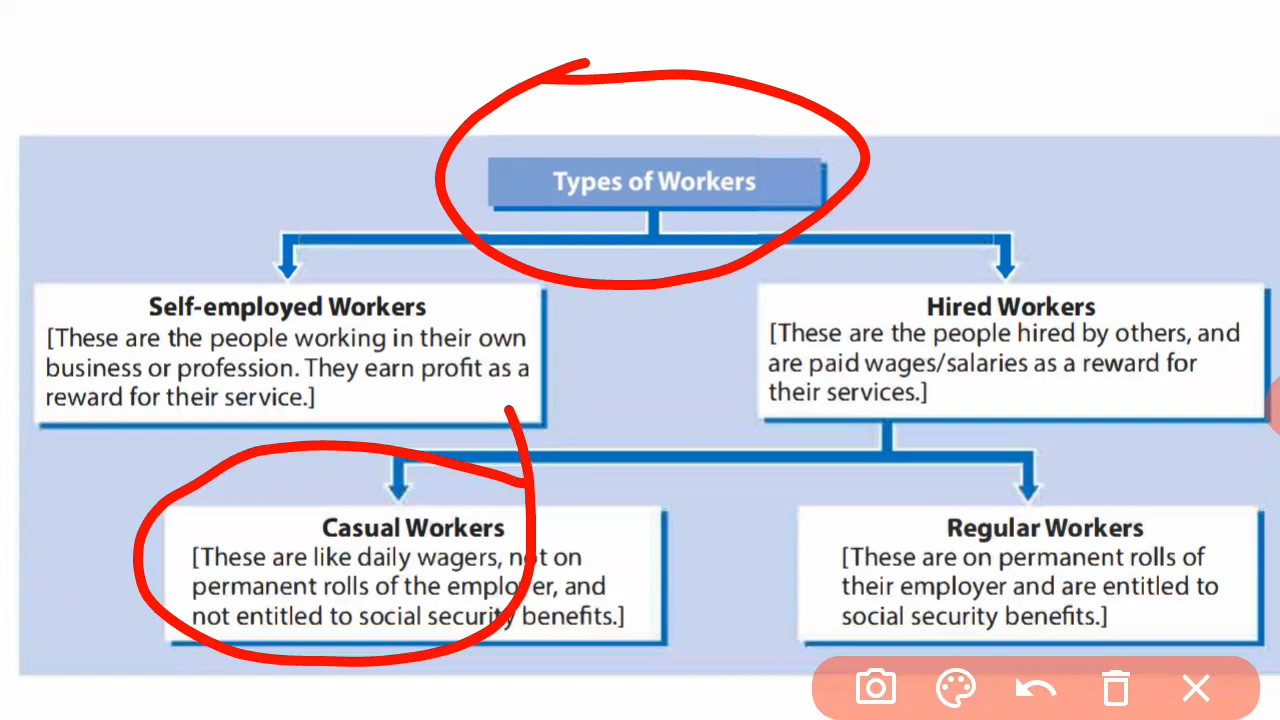 Types of Workers
Self-employed Workers
[These are the people working in their own
business or profession. They earn profit as a
reward for their service.]
Hired Workers
[These are the people hired by others, and
are paid wages/salaries as a reward for
their services.]
Casual Workers
[These are like daily wagers, not on
permanent rolls of the employer, and
not entitled to social security benefits.]
Regular Workers
[These are on permanent rolls of
their employer and are entitled to
social security benefits.]